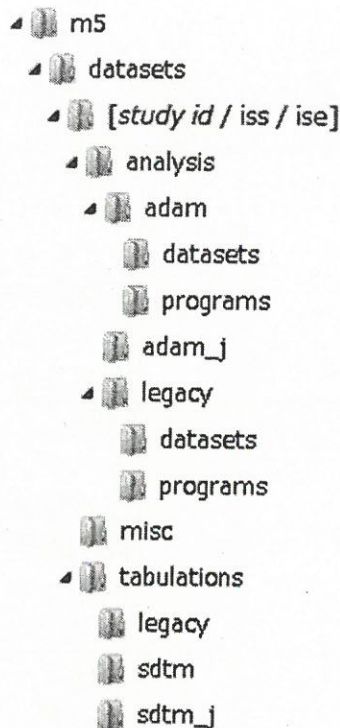 m5
datasets
[study id / iss / ise]
analysis
adam
datasets
programs
adam_j
legacy
datasets
programs
misc
tabulations
legacy
sdtm
sdtm_j